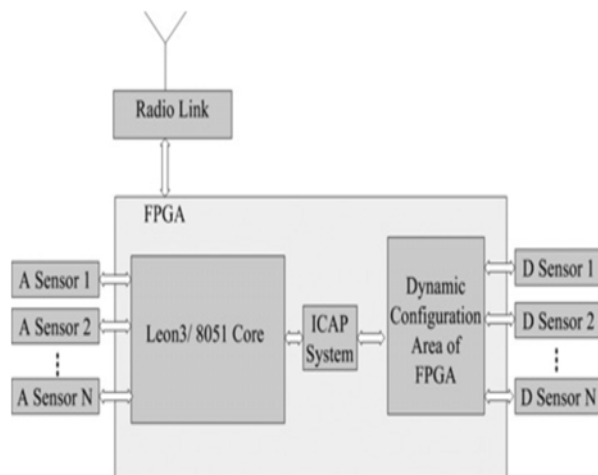 Radio Link
FPGA
A Sensor 1
A Sensor 2
A Sensor N
Leon3/ 8051 Core
ICAP
System
Dynamic
Configuration
Area of
FPGA
D Sensor 1
D Sensor 2
D Sensor N